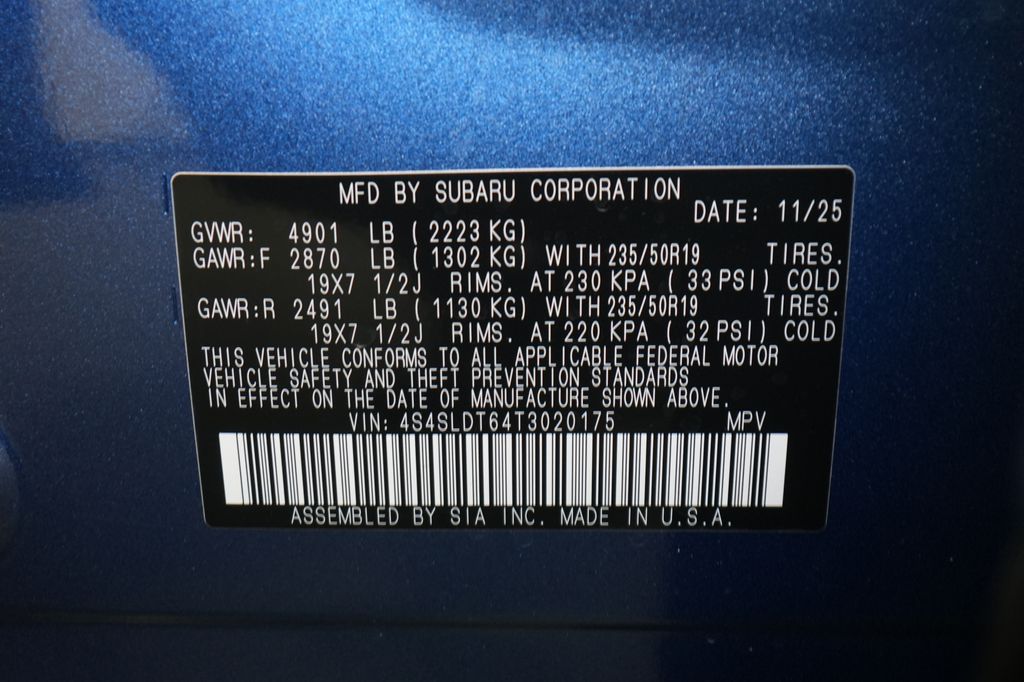 MFD BY SUBARU CORPORATION
DATE: 11/25
GVWR: 4901 LB ( 2223 KG)
GAWR:F 2870 LB ( 1302 KG) WITH 235/50R19 TIRES.
19X7 1/2J RIMS. AT 230 KPA ( 33 PSI) COLD
GAWR:R 2491 LB ( 1130 KG) WITH 235/50R19 TIRES.
19X7 1/2J RIMS. AT 220 KPA ( 32 PSI) COLD
THIS VEHICLE CONFORMS TO ALL APPLICABLE FEDERAL MOTOR
VEHICLE SAFETY AND THEFT PREVENTION STANDARDS
IN EFFECT ON THE DATE OF MANUFACTURE SHOWN ABOVE.
VIN: 4S4SLDT64T3020175 MPV
ASSEMBLED BY SIA INC. MADE IN U.S.A.